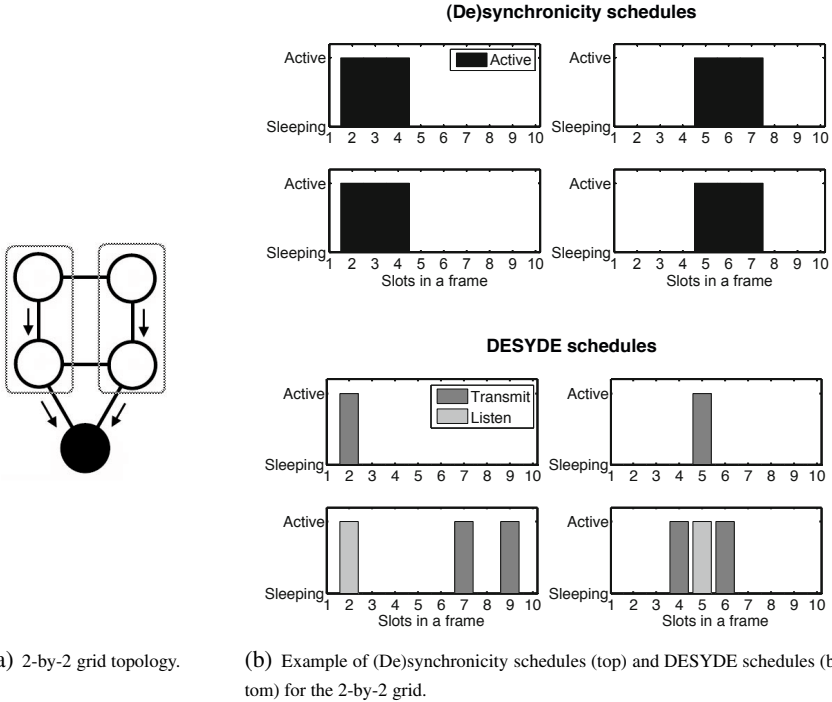 (De)synchronicity schedules
Active
Sleeping
1 2 3 4 5 6 7 8 9 10
Active
Active
Sleeping
1 2 3 4 5 6 7 8 9 10
Active
Sleeping
1 2 3 4 5 6 7 8 9 10
Slots in a frame
Active
Sleeping
1 2 3 4 5 6 7 8 9 10
Slots in a frame
DESYDE schedules
Active
Sleeping
1 2 3 4 5 6 7 8 9 10
Transmit
Listen
Active
Sleeping
1 2 3 4 5 6 7 8 9 10
Active
Sleeping
1 2 3 4 5 6 7 8 9 10
Slots in a frame
Active
Sleeping
1 2 3 4 5 6 7 8 9 10
Slots in a frame
) 2-by-2 grid topology.
(b) Example of (De)synchronicity schedules (top) and DESYDE schedules (b
tom) for the 2-by-2 grid.